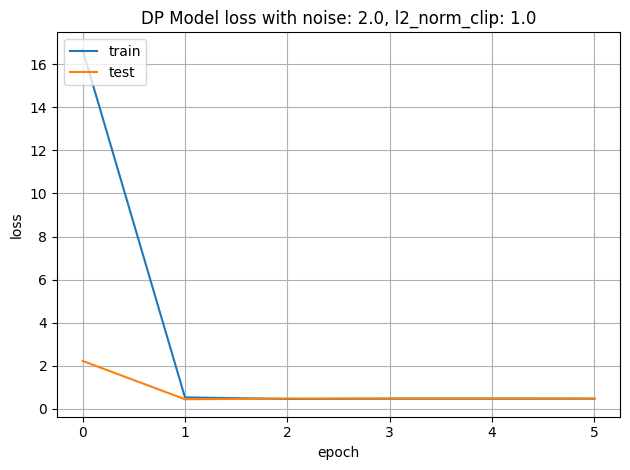 DP Model loss with noise: 2.0, l2_norm_clip: 1.0
train
test
16
14
12
10
8
6
4
2
0
loss
0 1 2 3 4 5
epoch